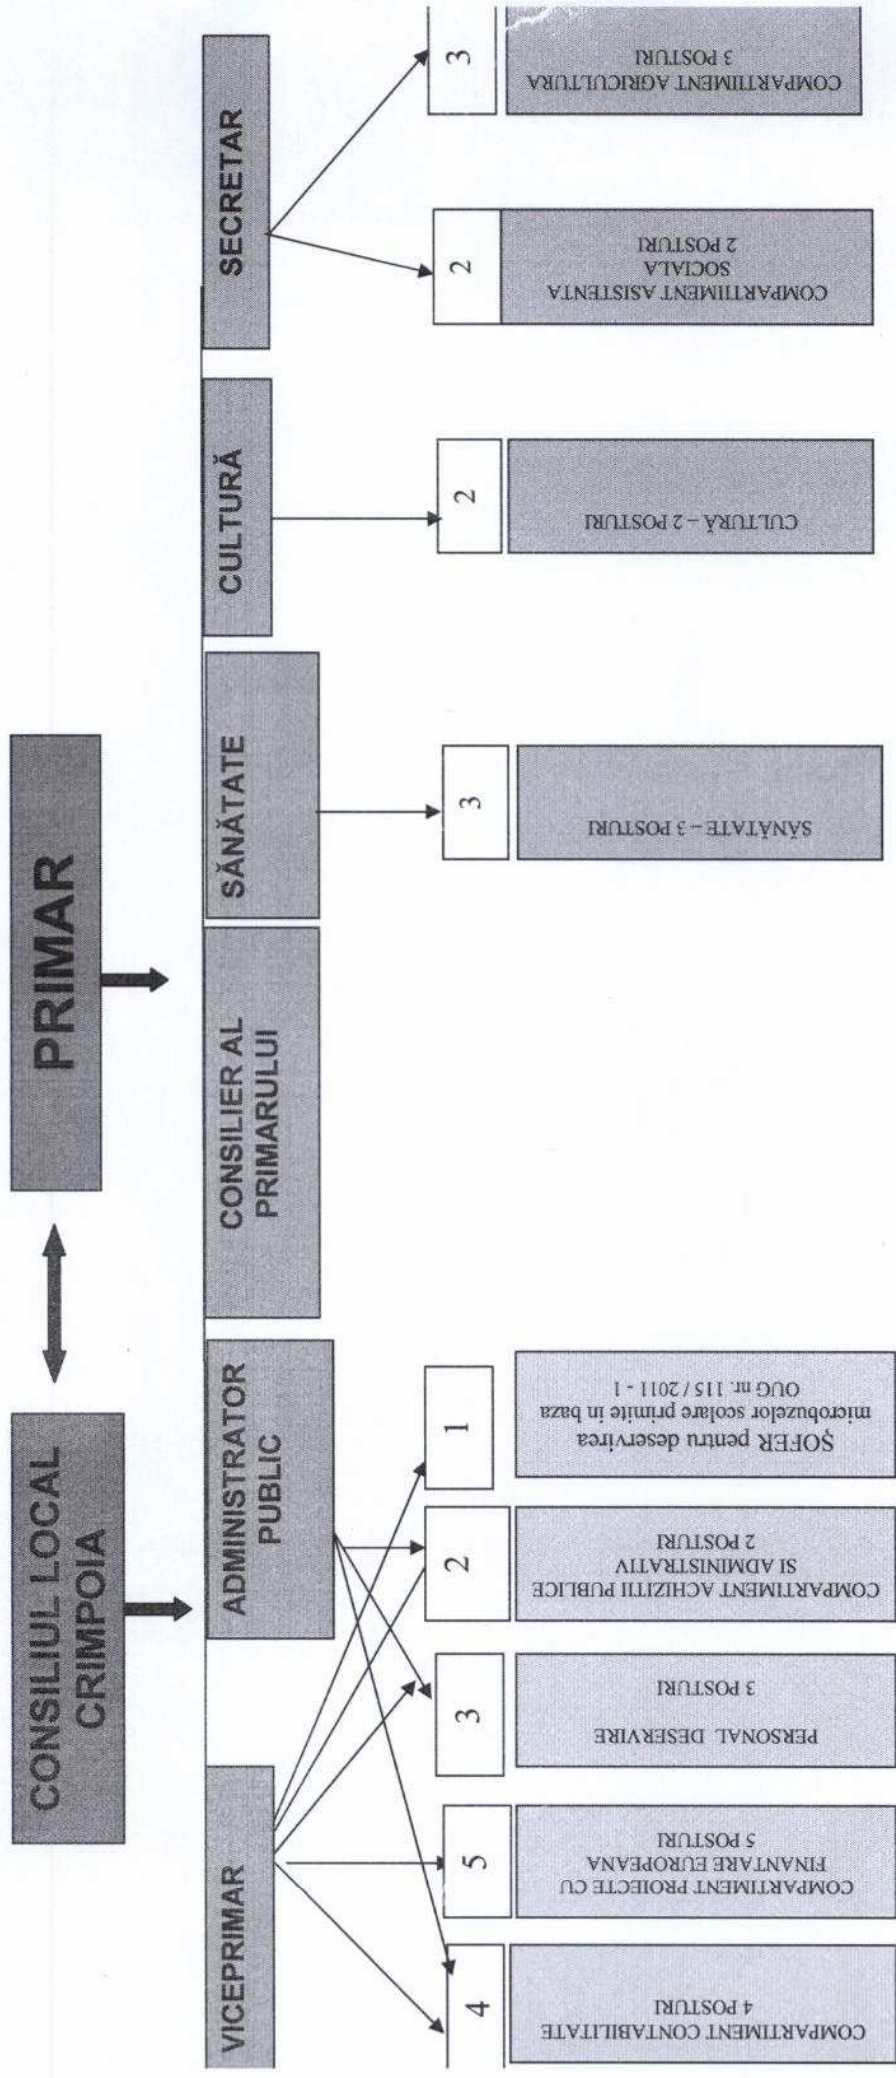 CONSILIUL LOCAL
CRIMPOIA
PRIMAR
VICEPRIMAR
ADMINISTRATOR
PUBLIC
CONSILIER AL
PRIMARULUI
SĂNĂTATE
CULTURĂ
SECRETAR
4
5
3
2
1
3
2
2
3
COMPARTIMENT CONTABILITATE
4 POSTURI
COMPARTIMENT PROIECTE CU
FINANTARE EUROPEANA
5 POSTURI
PERSONAL DESERVIRE
3 POSTURI
COMPARTIMENT ACHIZITII PUBLICE
SI ADMINISTRATIV
2 POSTURI
ȘOFER pentru deservirea
microbuzelor scolare primite in baza
OUG nr. 115 / 2011 - 1
SĂNĂTATE – 3 POSTURI
CULTURĂ – 2 POSTURI
COMPARTIIMENT ASISTENTA
SOCIALA
2 POSTURI
COMPARTIIMENT AGRICULTURA
3 POSTURI